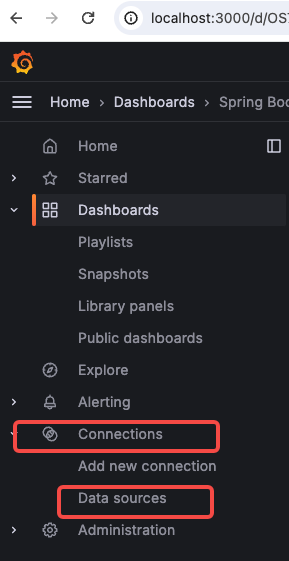 localhost:3000/d/OS
Home > Dashboards > Spring Boo
Home
Starred
Dashboards
Playlists
Snapshots
Library panels
Public dashboards
Explore
Alerting
Connections
Add new connection
Data sources
Administration